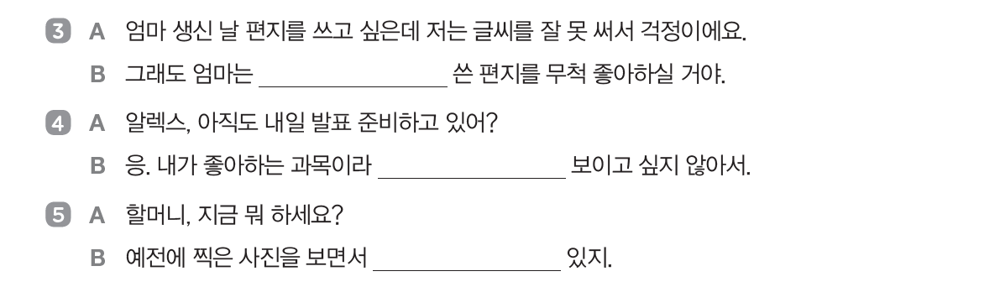 3 A 엄마 생신 날 편지를 쓰고 싶은데 저는 글씨를 잘 못 써서 걱정이에요.
B 그래도 엄마는 ________________ 쓴 편지를 무척 좋아하실 거야.
4 A 알렉스, 아직도 내일 발표 준비하고 있어?
B 응. 내가 좋아하는 과목이라 ________________ 보이고 싶지 않아서.
5 A 할머니, 지금 뭐 하세요?
B 예전에 찍은 사진을 보면서 ________________ 있지.